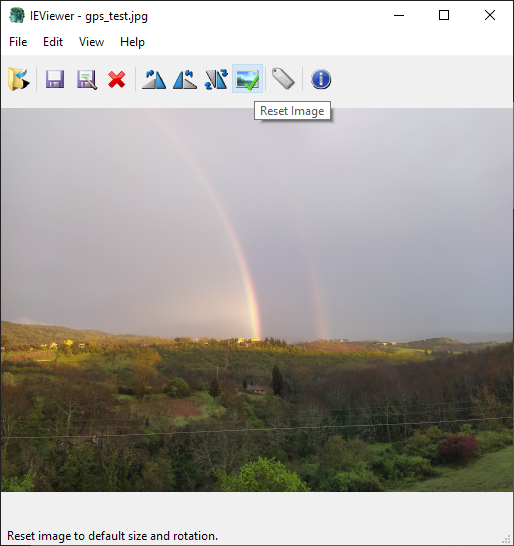 IEViewer - gps_test.jpg
File Edit View Help
Reset Image
Reset image to default size and rotation.